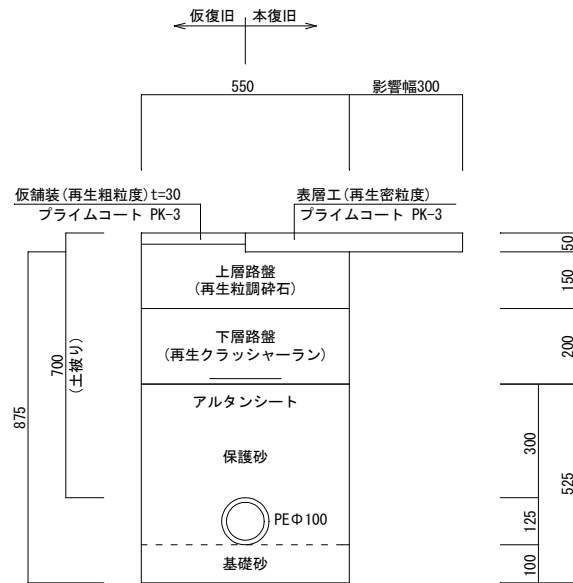 仮復旧 本復旧
550
影響幅300
仮舗装(再生粗粒度)t=30
プライムコート PK-3
表層工(再生密粒度)
プライムコート PK-3
50
上層路盤
(再生粒調砕石)
150
下層路盤
(再生クラッシャーラン)
200
700
(土被り)
875
アルタンシート
保護砂
300
525
PEΦ100
125
基礎砂
100